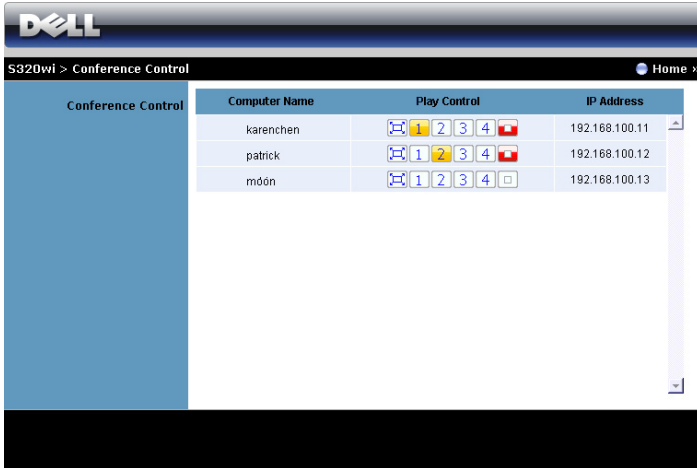 DELL
S320wi > Conference Control
Home »
Conference Control
Computer Name Play Control IP Address
karenchen 1 2 3 4 192.168.100.11
patrick 1 2 3 4 192.168.100.12
móón 1 2 3 4 192.168.100.13